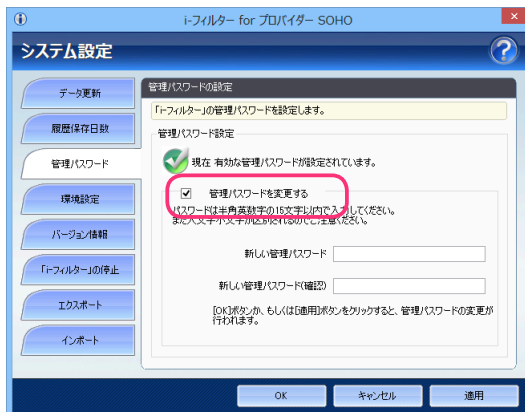 i-フィルター for プロバイダー SOHO
システム設定
データ更新
履歴保存日数
管理パスワード
環境設定
バージョン情報
「i-フィルター」の停止
エクスポート
インポート
管理パスワードの設定
「i-フィルター」の管理パスワードを設定します。
管理パスワード設定
現在 有効な管理パスワードが設定されています。
管理パスワードを変更する
パスワードは半角英数字の15文字以内で入力してください。
また大文字小文字が区別されるのでご注意ください。
新しい管理パスワード
新しい管理パスワード(確認)
[OK]ボタンか、もしくは[適用]ボタンをクリックすると、管理パスワードの変更が
行われます。
OK
キャンセル
適用